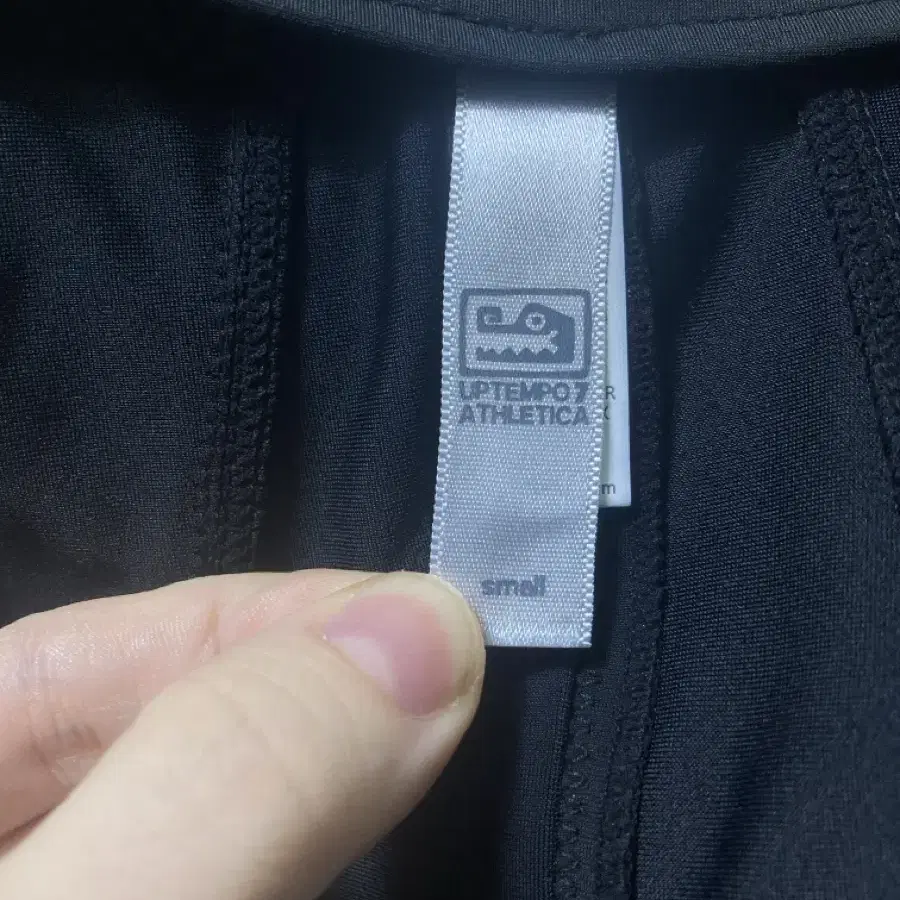 UPTEMPO7
ATHLETICA
small
R
m